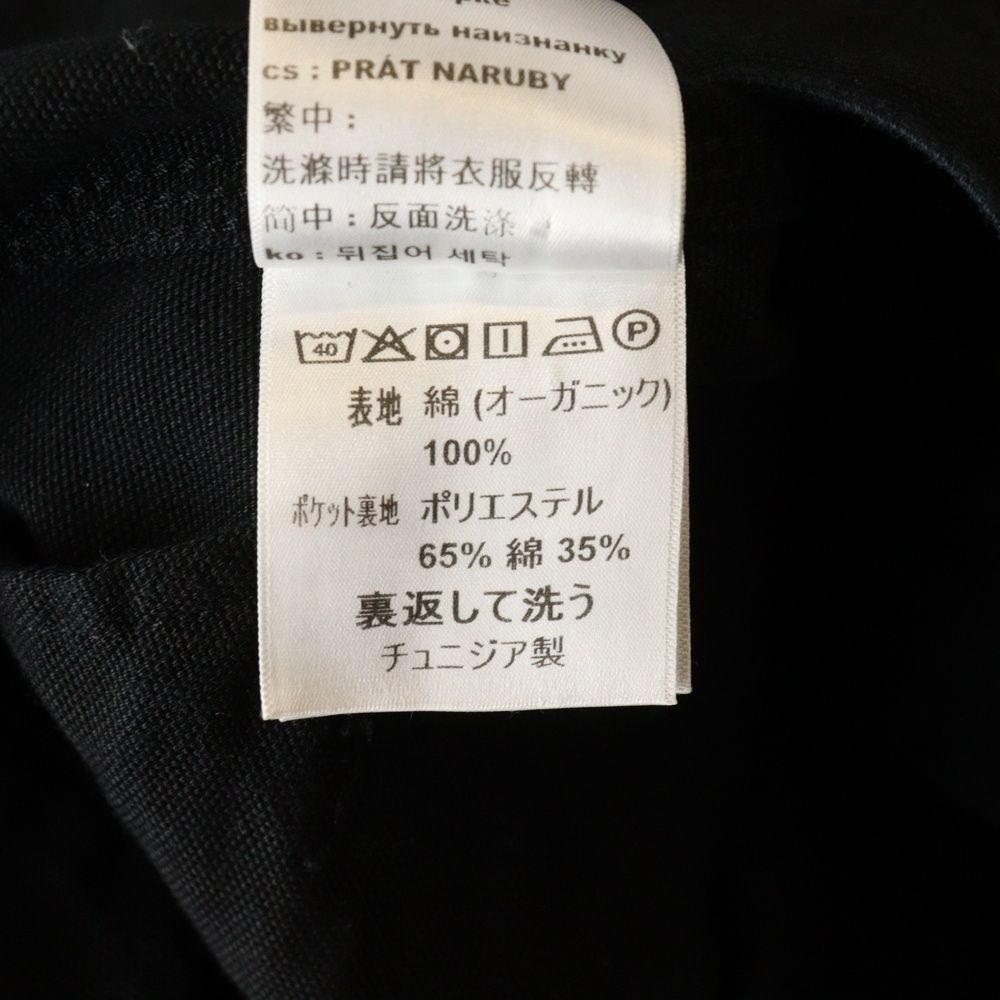 вывернуть наизнанку
cs : PRÁT NARUBY
繁中 :
洗滌時請將衣服反轉
简中 : 反面洗涤
ko : 뒤집어 세탁
40 P
表地 綿 (オーガニック)
100%
ポケット裏地 ポリエステル
65% 綿 35%
裏返して洗う
チュニジア製